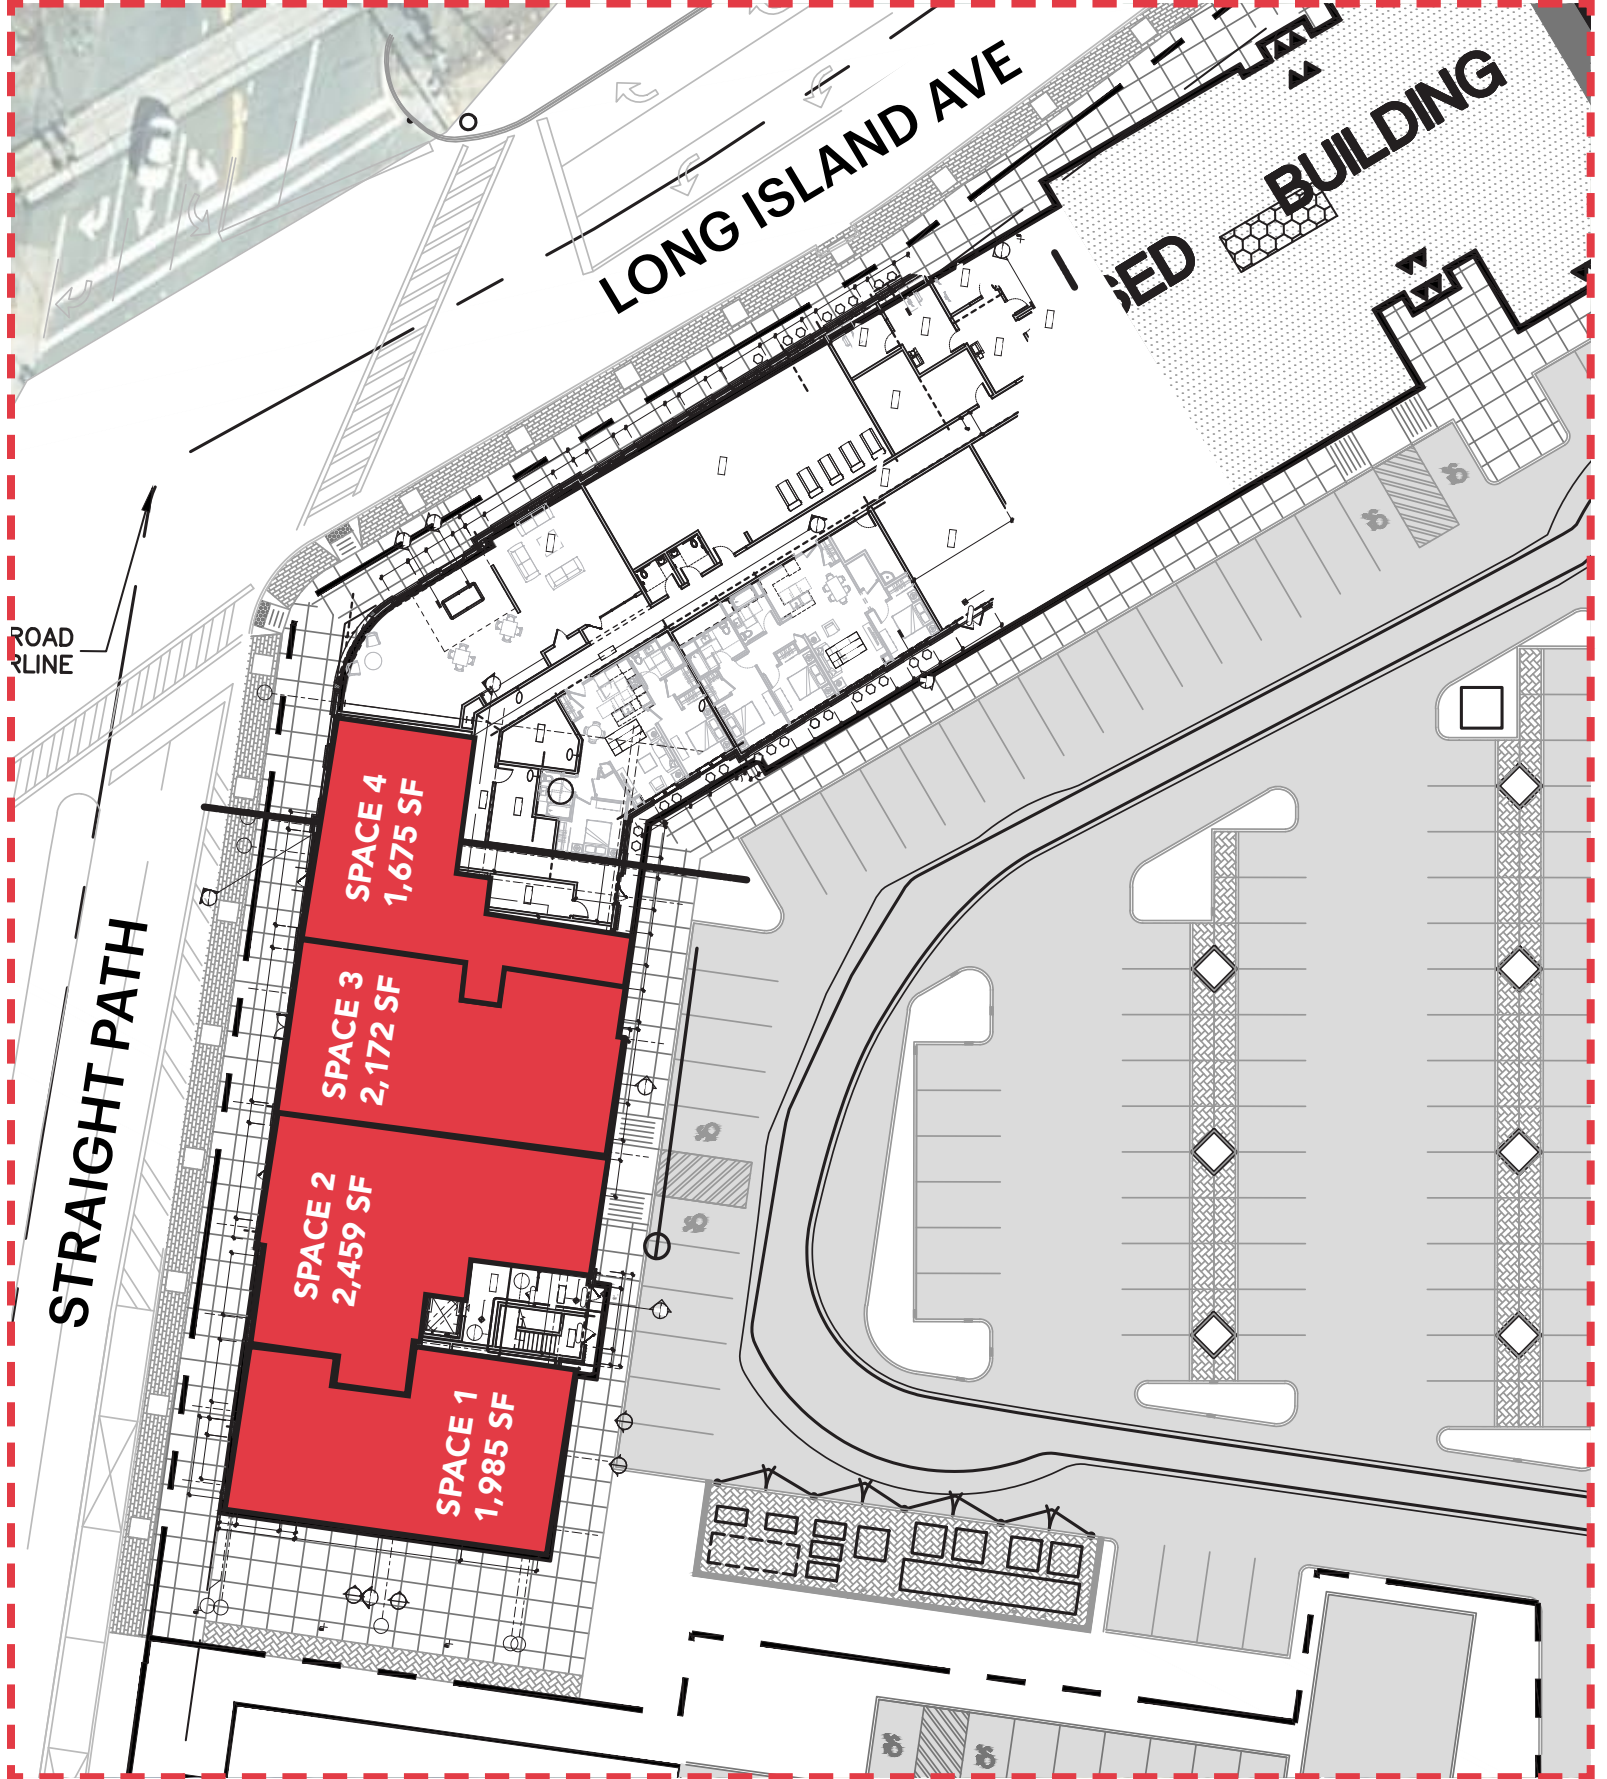 LONG ISLAND AVE
BUILDING
SED
ROAD
RLINE
STRAIGHT PATH
SPACE 4
1,675 SF
SPACE 3
2,172 SF
SPACE 2
2,459 SF
SPACE 1
1,985 SF